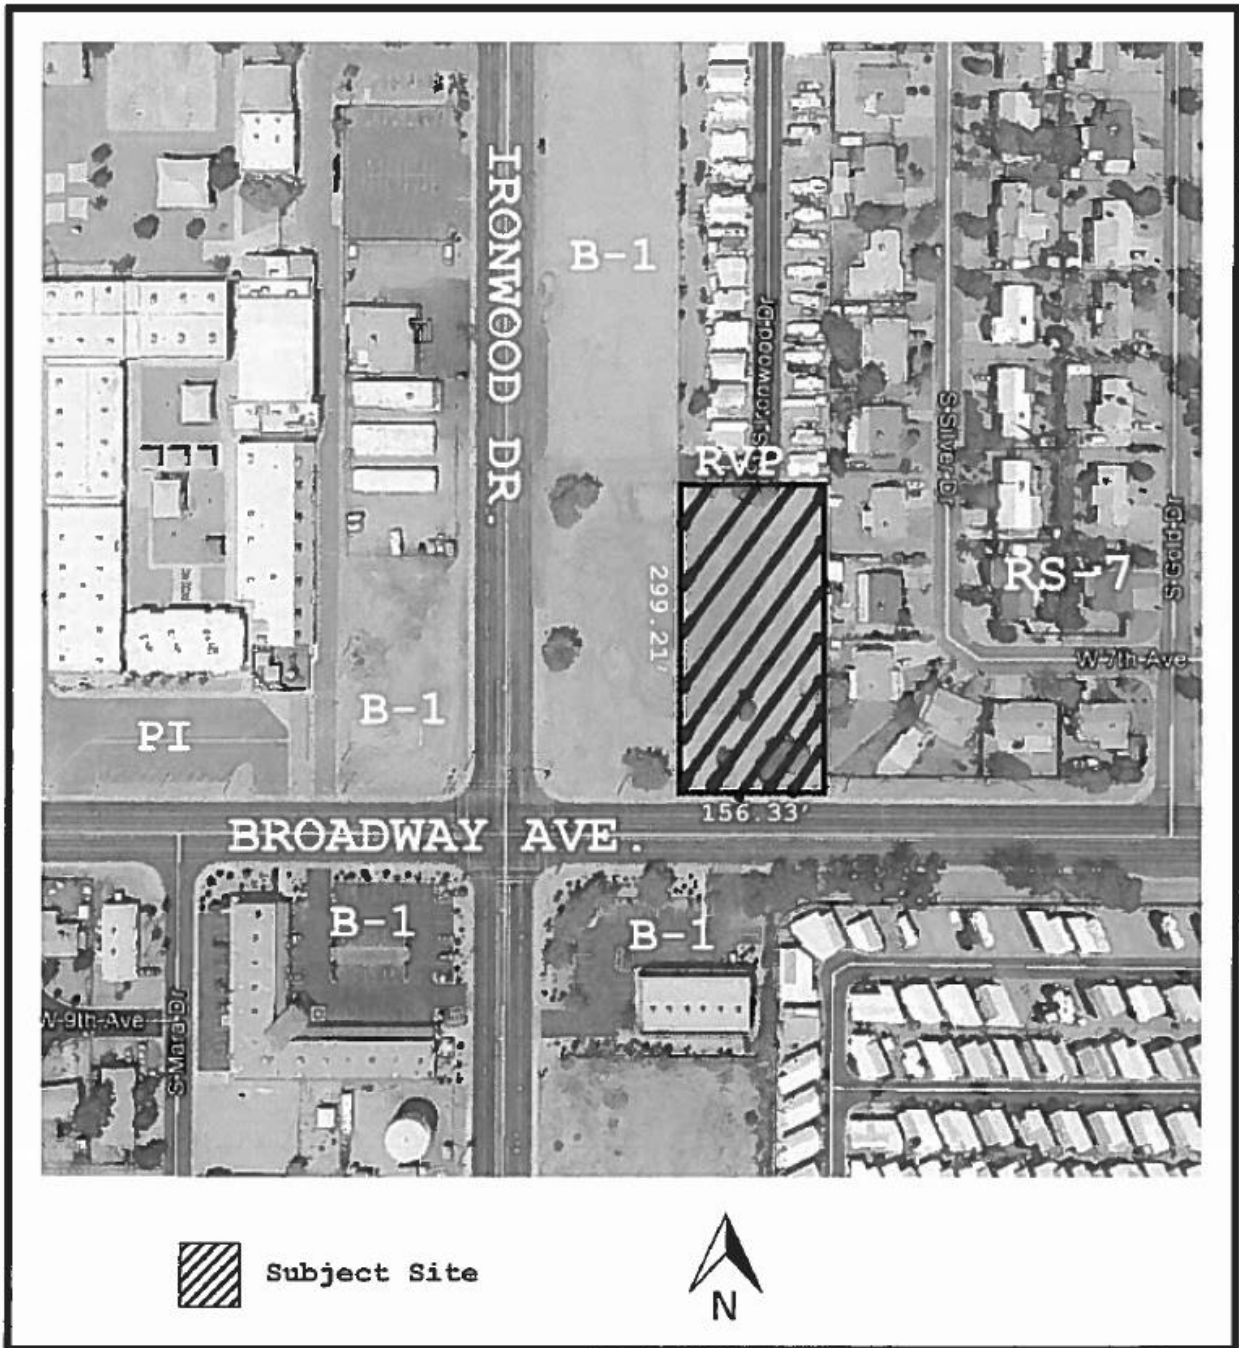 IRONWOOD DR.
B-1
RVP
S Silver Dr
299.21'
RS-7
W 7th Ave
B-1
PI
156.33'
BROADWAY AVE.
B-1
B-1
W 9th Ave
Subject Site
N